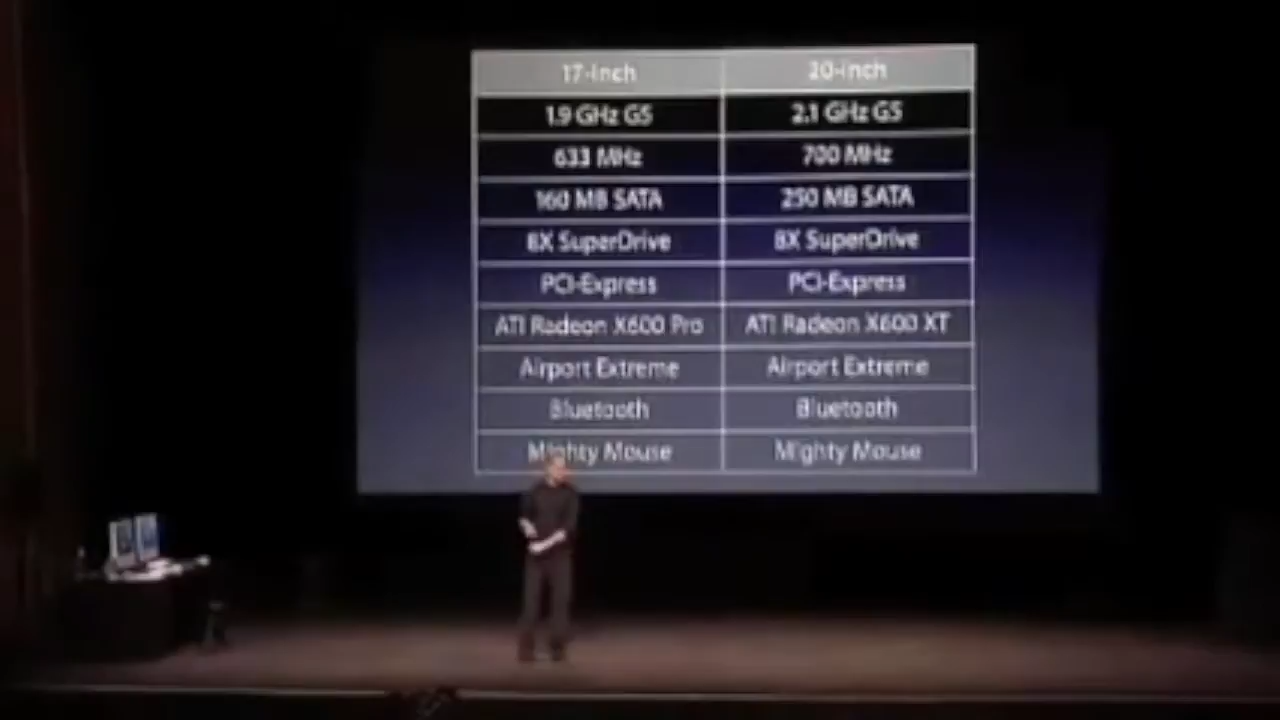 17-inch 20-inch
1.9 GHz G5 2.1 GHz G5
633 MHz 700 MHz
160 MB SATA 250 MB SATA
8X SuperDrive 8X SuperDrive
PCI-Express PCI-Express
ATI Radeon X600 Pro ATI Radeon X600 XT
Airport Extreme Airport Extreme
Bluetooth Bluetooth
Mighty Mouse Mighty Mouse